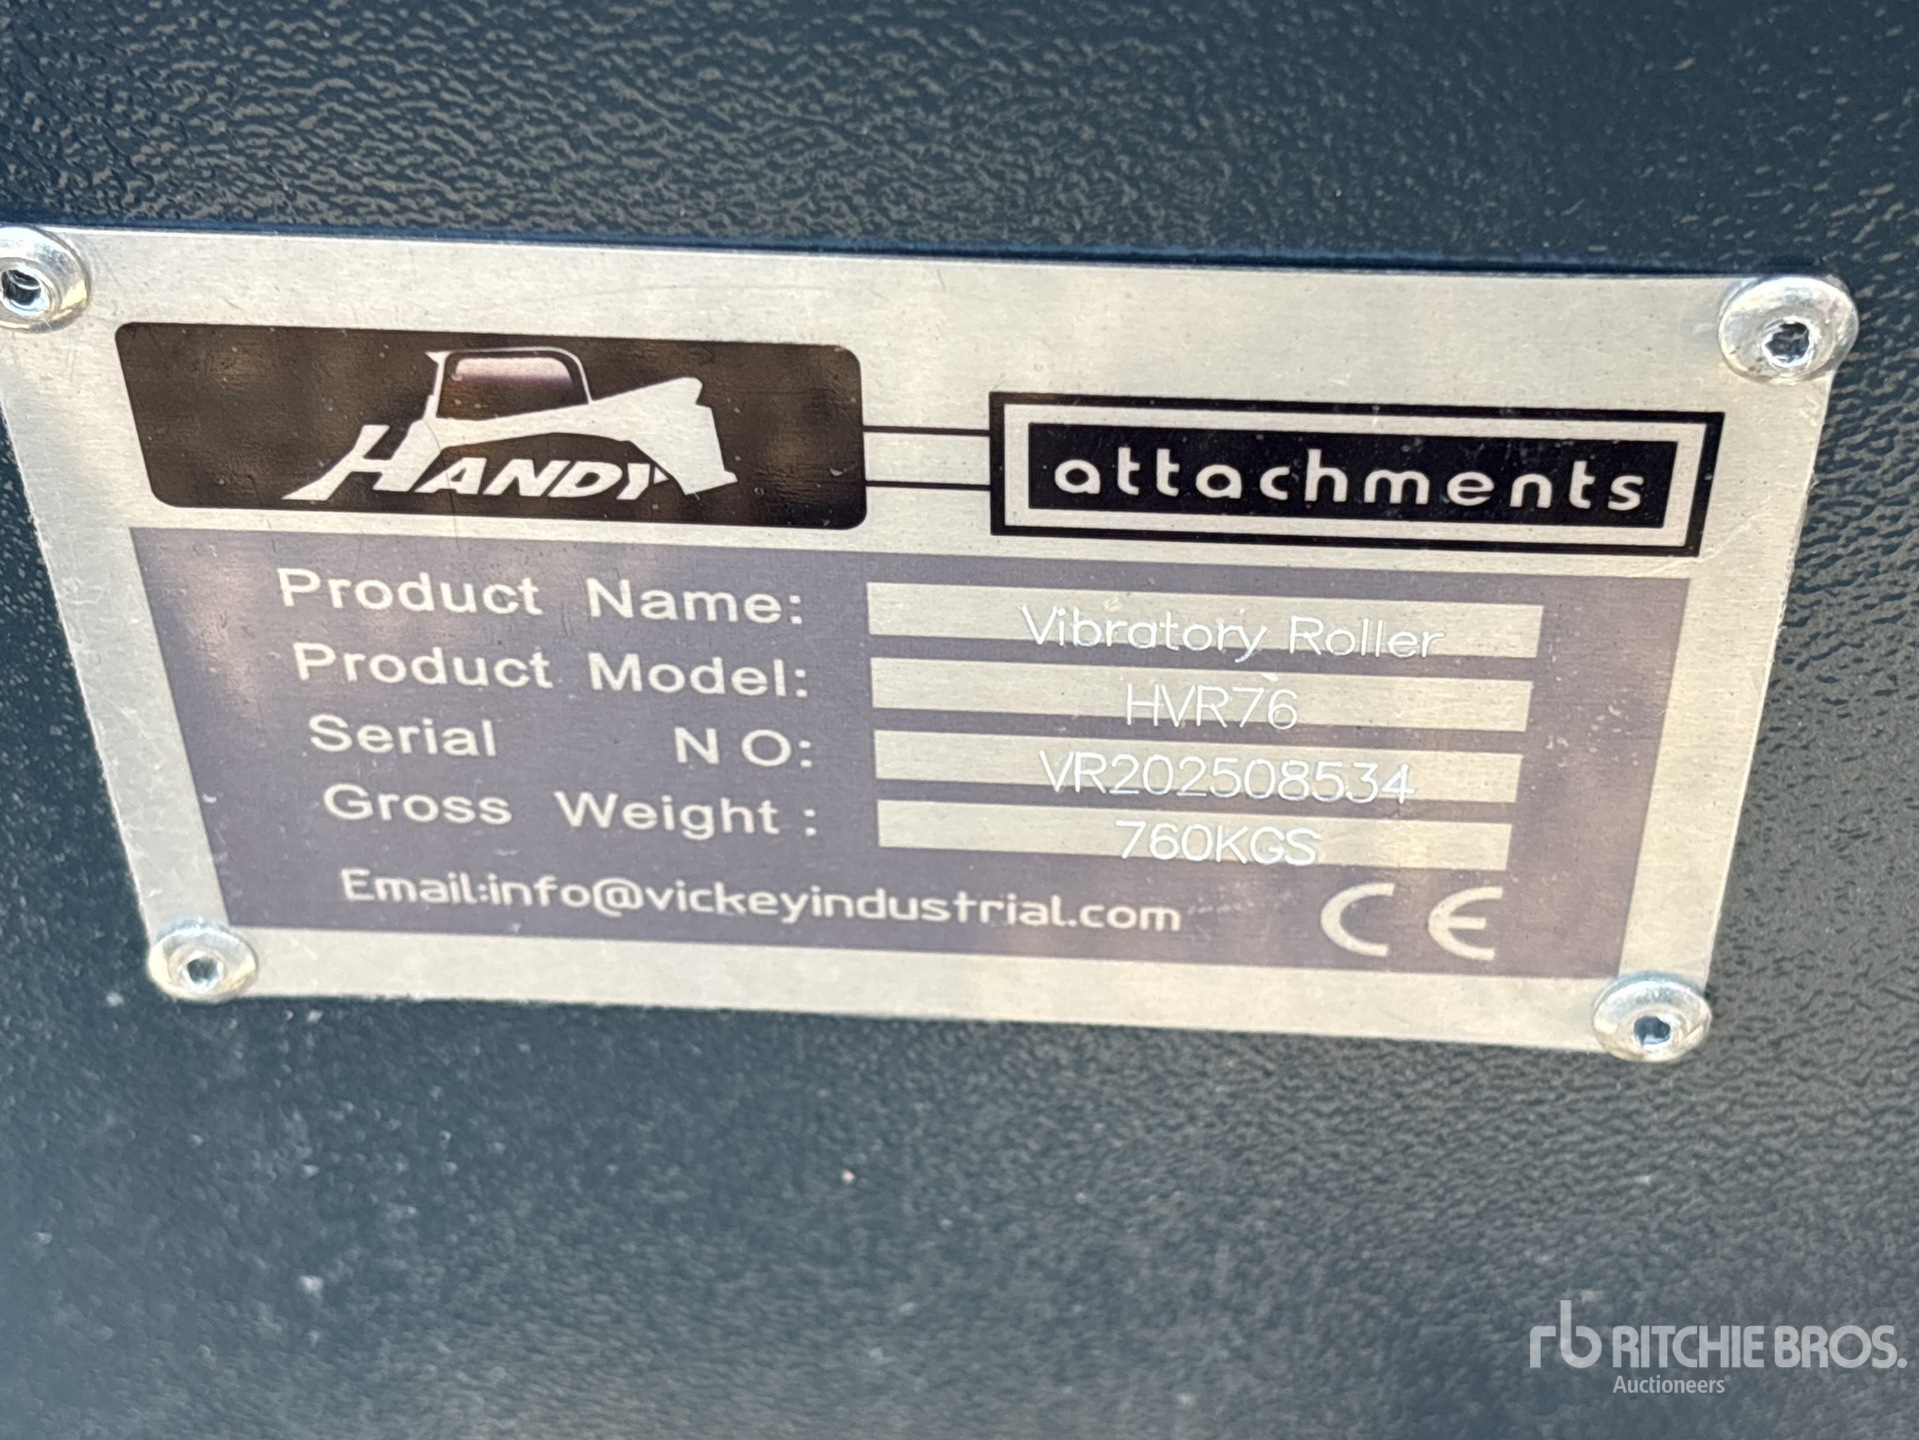 HANDY
attachments
Product Name: Vibratory Roller
Product Model: HVR76
Serial NO: VR202508534
Gross Weight: 760KGS
Email:info@vickeyindustrial.com CE
rb RITCHIE BROS.
Auctioneers